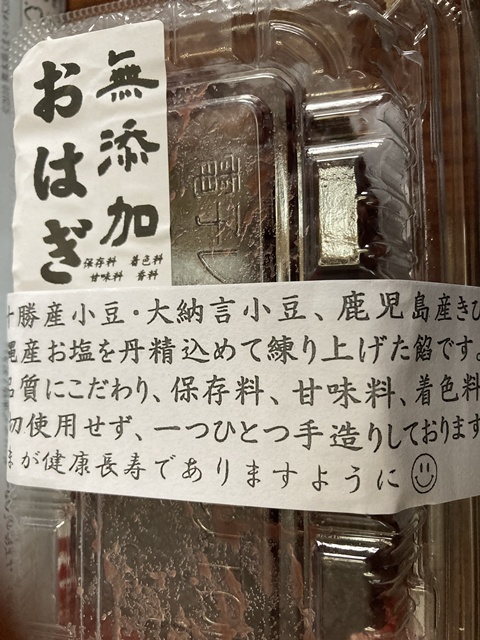 無添加
おはぎ
保存料 着色料
甘味料 香料
十勝産小豆・大納言小豆、鹿児島産きび
縄産お塩を丹精込めて練り上げた餡です。
品質にこだわり、保存料、甘味料、着色料
切使用せず、一つひとつ手造りしております
まが健康長寿でありますように